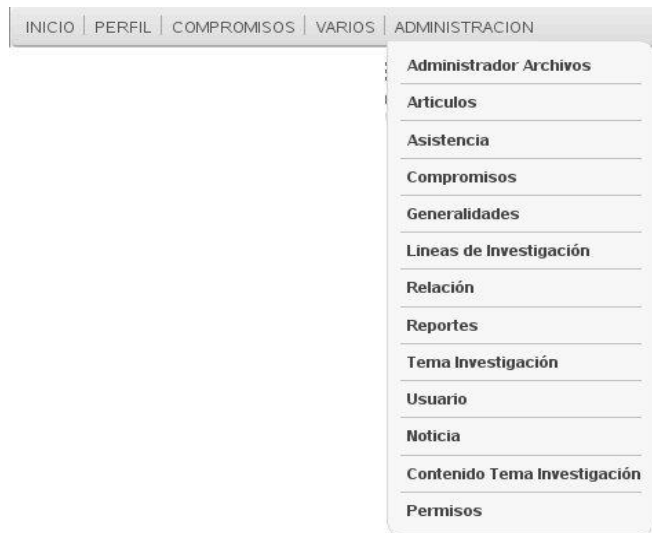 INICIO | PERFIL | COMPROMISOS | VARIOS | ADMINISTRACION
Administrador Archivos
Articulos
Asistencia
Compromisos
Generalidades
Lineas de Investigación
Relación
Reportes
Tema Investigación
Usuario
Noticia
Contenido Tema Investigación
Permisos